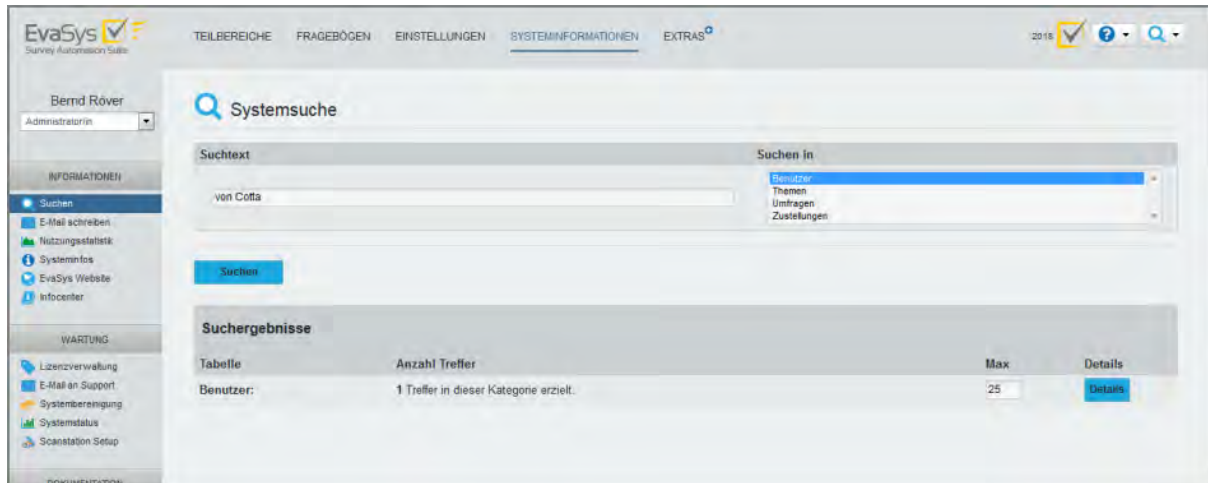 EvaSys
Survey Automation Suite
TEILBEREICHE FRAGEBÖGEN EINSTELLUNGEN SYSTEMINFORMATIONEN EXTRAS
2018
Bernd Röver
Administrator/in
Systemsuche
Suchtext
Suchen in
von Cotta
Benutzer
Themen
Umfragen
Zustellungen
Suchen
INFORMATIONEN
Suchen
E-Mail schreiben
Nutzungsstatistik
Systeminfos
EvaSys Website
Infocenter
Suchergebnisse
Tabelle Anzahl Treffer Max Details
Benutzer: 1 Treffer in dieser Kategorie erzielt. 25 Details
WARTUNG
Lizenzverwaltung
E-Mail an Support
Systembereinigung
Systemstatus
Scanstation Setup
DOKUMENTATION